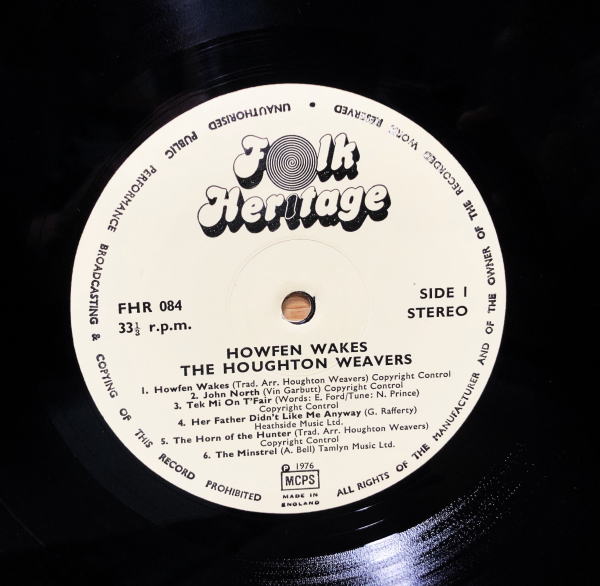 Folk
Heritage
FHR 084
33⅓ r.p.m.
SIDE 1
STEREO
HOWFEN WAKES
THE HOUGHTON WEAVERS
1. Howfen Wakes (Trad. Arr. Houghton Weavers) Copyright Control
2. John North (Vin Garbutt) Copyright Control
3. Tek Mi On T'Fair (Words: E. Ford/Tune: N. Prince)
Copyright Control
4. Her Father Didn't Like Me Anyway (G. Rafferty)
Heathside Music Ltd.
5. The Horn of the Hunter (Trad. Arr. Houghton Weavers)
Copyright Control
6. The Minstrel (A. Bell) Tamlyn Music Ltd.
℗ 1976
MCPS
MADE IN
ENGLAND
ALL RIGHTS OF THE MANUFACTURER AND OF THE OWNER OF THE RECORDED WORK RESERVED • UNAUTHORISED PUBLIC PERFORMANCE BROADCASTING & COPYING OF THIS RECORD PROHIBITED